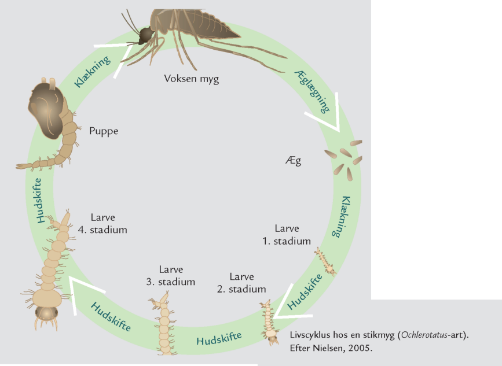 Voksen myg
Æglægning
Æg
Klækning
Larve
1. stadium
Hudskifte
Larve
2. stadium
Hudskifte
Larve
3. stadium
Hudskifte
Larve
4. stadium
Hudskifte
Puppe
Klækning
Livscyklus hos en stikmyg (Ochlerotatus-art).
Efter Nielsen, 2005.